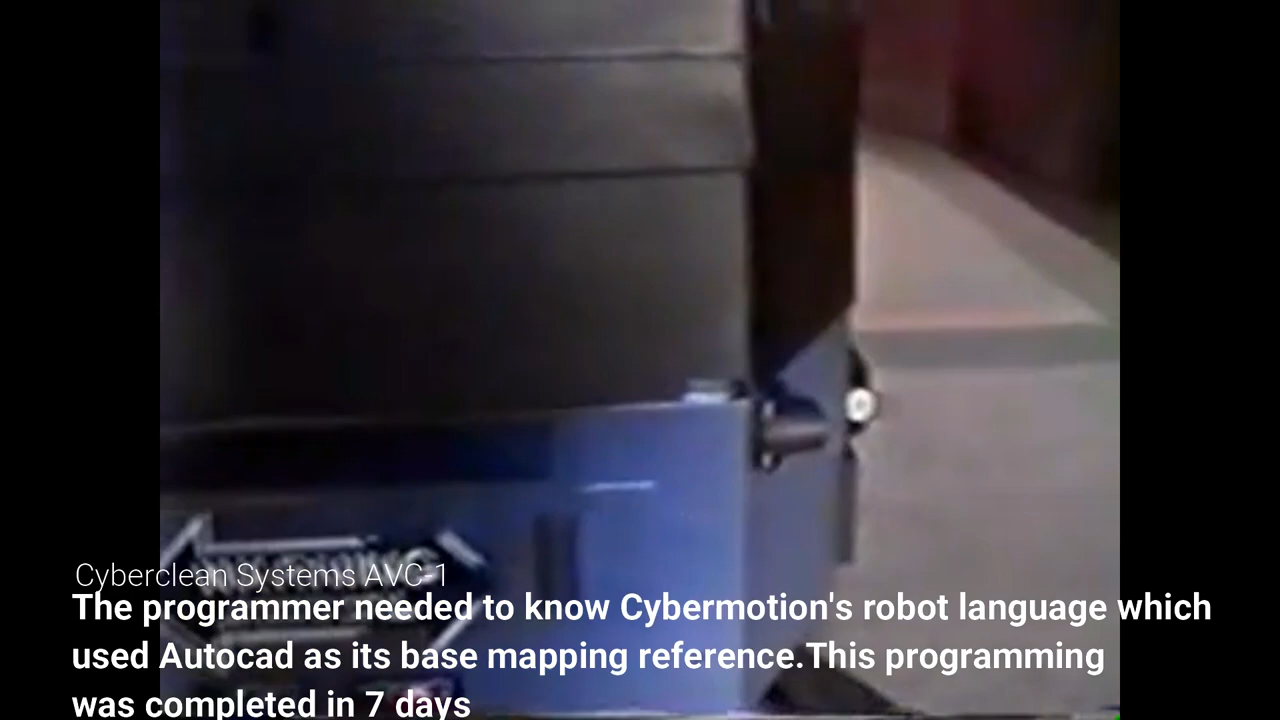 Cyberclean Systems AVC-1
The programmer needed to know Cybermotion's robot language which
used Autocad as its base mapping reference.This programming
was completed in 7 days